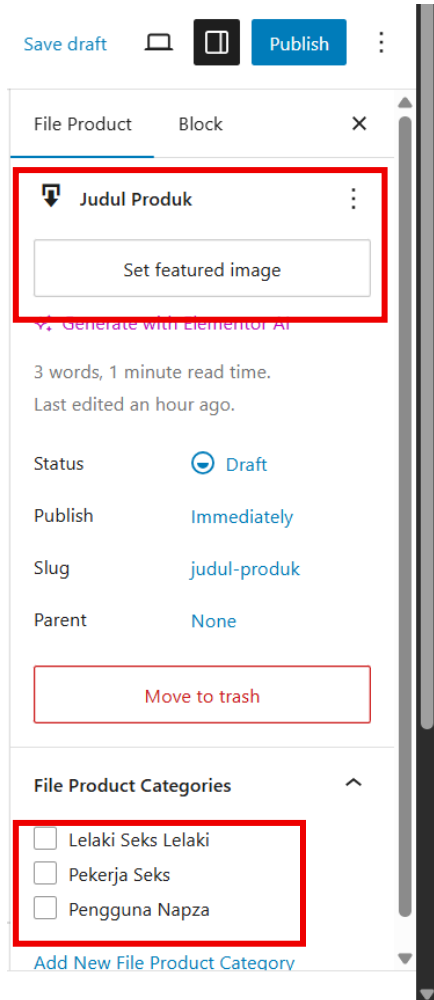 Save draft
Publish
File Product
Block
Judul Produk
Set featured image
Generate with Elementor AI
3 words, 1 minute read time.
Last edited an hour ago.
Status
Draft
Publish
Immediately
Slug
judul-produk
Parent
None
Move to trash
File Product Categories
Lelaki Seks Lelaki
Pekerja Seks
Pengguna Napza
Add New File Product Category